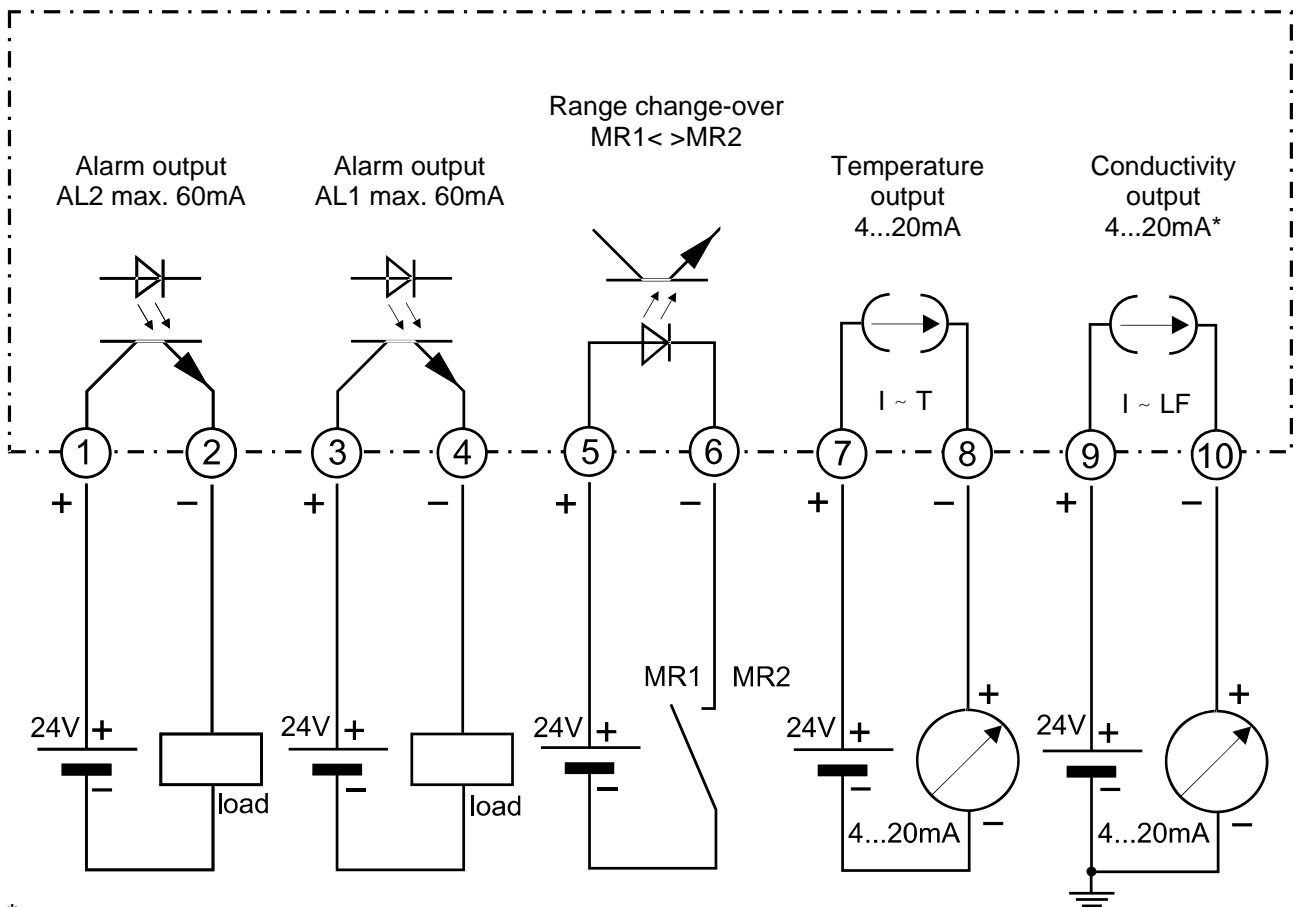 Range change-over
MR1< >MR2
Alarm output
AL2 max. 60mA
Alarm output
AL1 max. 60mA
Temperature
output
4...20mA
Conductivity
output
4...20mA*
I ~ T
I ~ LF
1 2 3 4 5 6 7 8 9 10
+ − + − + − + − + −
MR1 MR2
24V + − load
24V + − load
24V + −
24V + − + −
4...20mA
24V + − + −
4...20mA
*